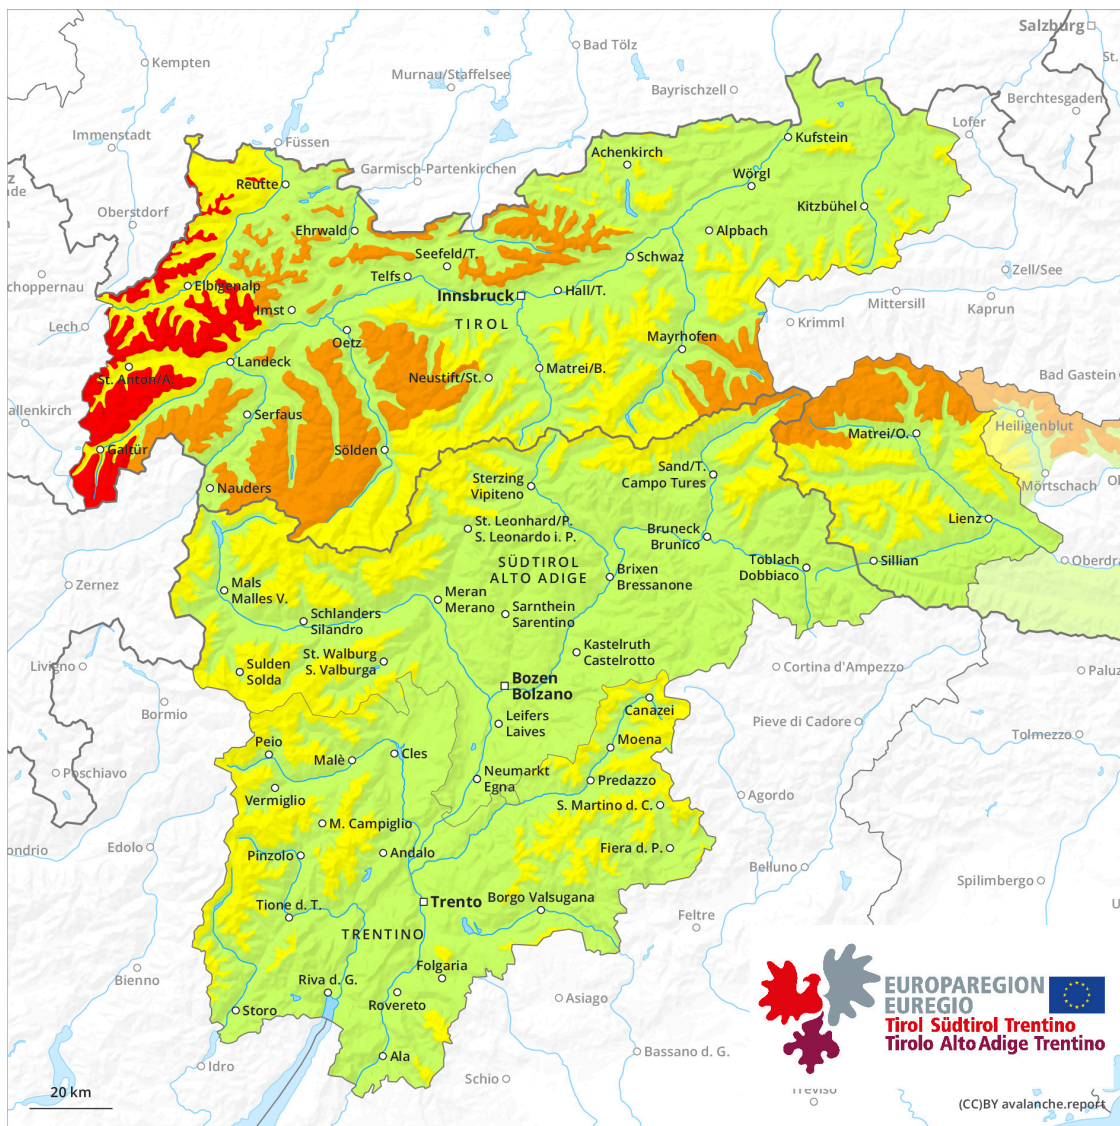 Salzburg
Bad Tölz
St.
Kempten
Murnau/Staffelsee
Bayrischzell
Berchtesgaden
Immenstadt
Lofer
Füssen
Kufstein
Achenkirch
Garmisch-Partenkirchen
Wörgl
Reutte
Oberstdorf
Kitzbühel
Ehrwald
Alpbach
Seefeld/T.
Schwaz
Zell/See
Telfs
choppernau
Elbigenalp
Innsbruck
Hall/T.
Mittersill
Kaprun
Imst
Lech
TIROL
Krimml
Oetz
Mayrhofen
Landeck
Matrei/B.
St. Anton/A.
Neustift/St.
Bad Gastein
allenkirch
Serfaus
Heiligenblut
Matrei/O.
Galtür
Sölden
Sand/T.
Campo Tures
Sterzing
Vipiteno
Nauders
Mörtschach
Lienz
St. Leonhard/P.
S. Leonardo i. P.
Bruneck
Brunico
SÜDTIROL
ALTO ADIGE
Toblach
Dobbiaco
Sillian
Oberdra
Brixen
Bressanone
Zernez
Mals
Malles V.
Meran
Merano
Schlanders
Silandro
Sarnthein
Sarentino
Kastelruth
Castelrotto
St. Walburg
S. Valburga
Livigno
Sulden
Solda
Cortina d'Ampezzo
Paluz
Bozen
Bolzano
Canazei
Bormio
Leifers
Laives
Pieve di Cadore
Tolmezzo
Moena
Peio
Cles
Malè
Poschiavo
Neumarkt
Egna
Predazzo
Vermiglio
S. Martino d. C.
Agordo
M. Campiglio
Edolo
ondrio
Pinzolo
Andalo
Fiera d. P.
Belluno
Spilimbergo
Trento
Borgo Valsugana
Tione d. T.
Feltre
TRENTINO
Folgaria
Bienno
Riva d. G.
Rovereto
Asiago
Storo
EUROPAREGION
EUREGIO
Tirol Südtirol Trentino
Tirolo Alto Adige Trentino
Ala
Bassano d. G.
Idro
Schio
20 km
Treviso
(CC)BY avalanche.report